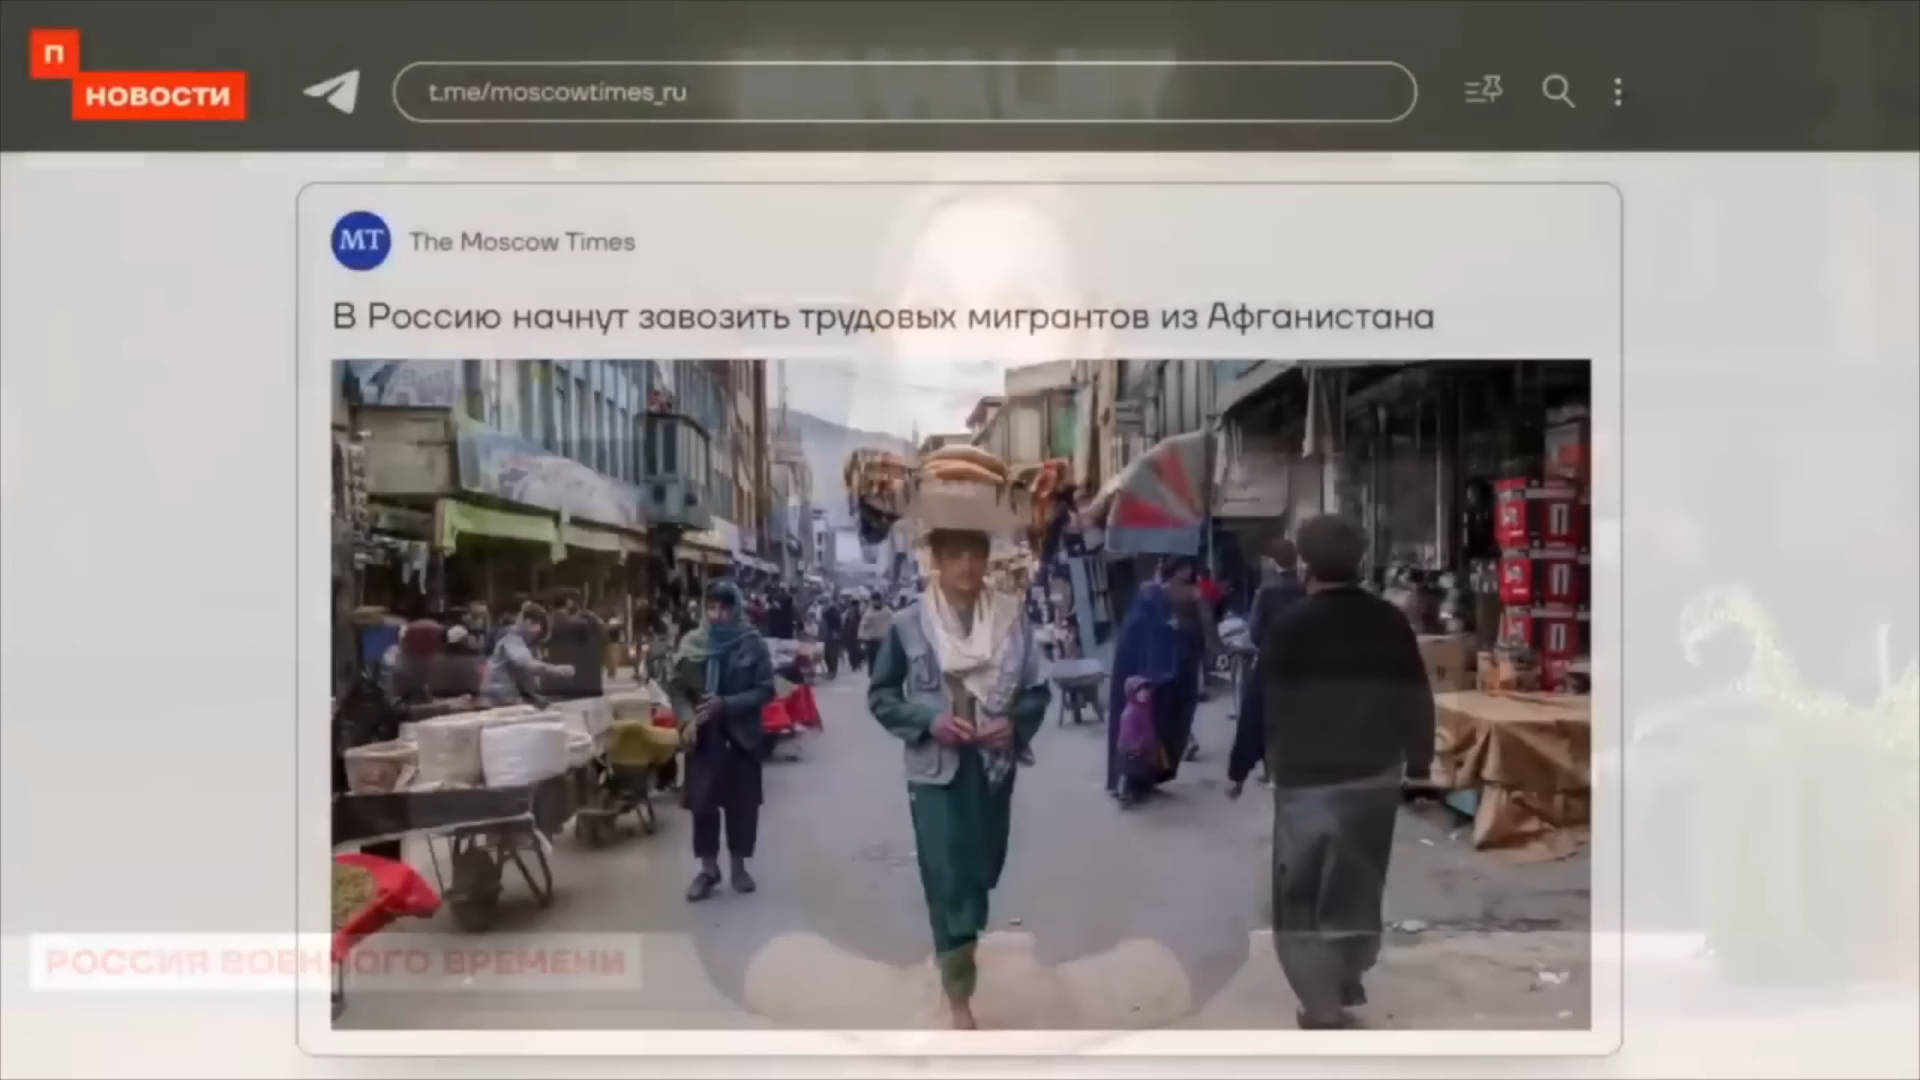 П
НОВОСТИ
t.me/moscowtimes_ru
MT
The Moscow Times
В Россию начнут завозить трудовых мигрантов из Афганистана
П
П
П
РОССИЯ ВОЕННОГО ВРЕМЕНИ